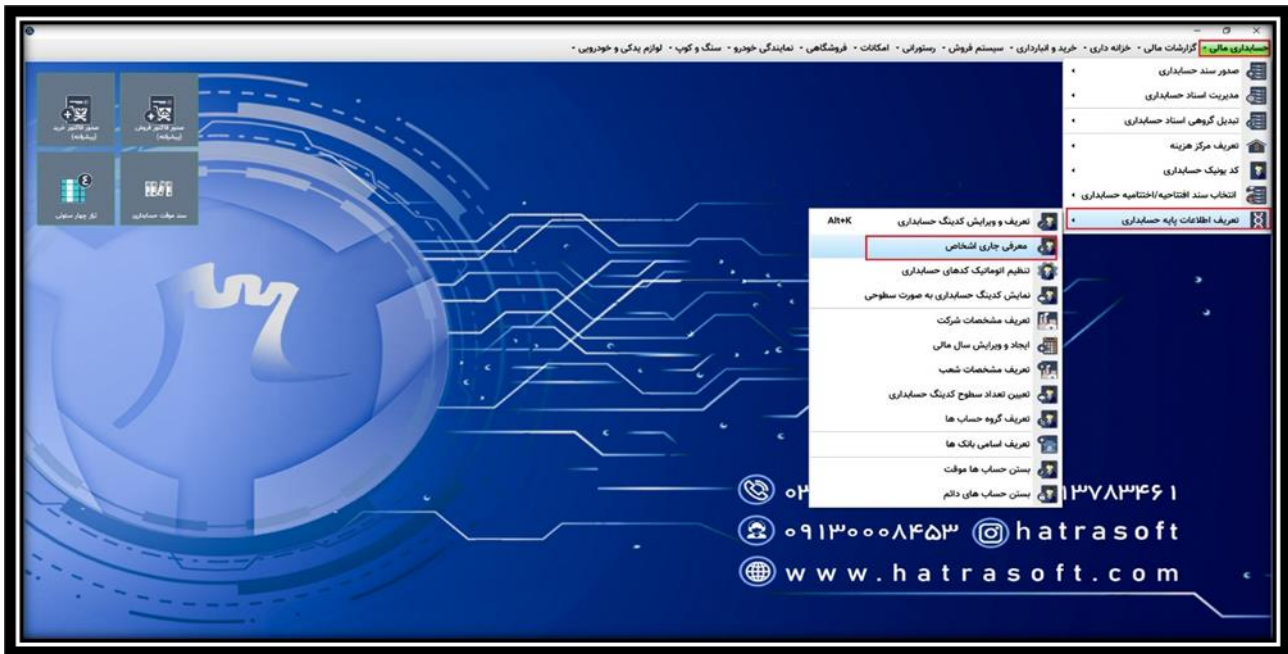 حسابداری مالی - گزارشات مالی - خزانه داری - خرید و انبارداری - سیستم فروش - رستورانی - امکانات - فروشگاهی - نمایندگی خودرو - سنگ و کوپ - لوازم یدکی و خودرویی -
صدور سند حسابداری
مدیریت اسناد حسابداری
تبدیل گروهی اسناد حسابداری
تعریف مرکز هزینه
کد یونیک حسابداری
انتخاب سند افتتاحیه/اختتامیه حسابداری
تعریف اطلاعات پایه حسابداری
تعریف و ویرایش کدینگ حسابداری Alt+K
معرفی جاری اشخاص
تنظیم اتوماتیک کدهای حسابداری
نمایش کدینگ حسابداری به صورت سطوحی
تعریف مشخصات شرکت
ایجاد و ویرایش سال مالی
تعریف مشخصات شعب
تعیین تعداد سطوح کدینگ حسابداری
تعریف گروه حساب ها
تعریف اسامی بانک ها
بستن حساب ها موقت
بستن حساب های دائم
صدور فاکتور فروش
(پیشرفته)
صدور فاکتور خرید
(پیشرفته)
سند موقت حسابداری
تراز چهار ستونی
۰۹۱۳۰۰۰۸۴۵۳ hatrasoft
www.hatrasoft.com